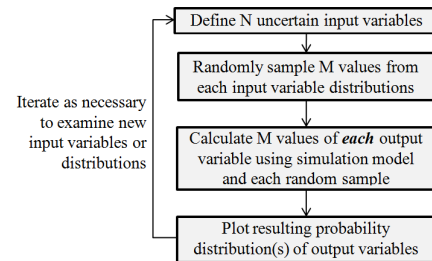 Define N uncertain input variables
Randomly sample M values from
each input variable distributions
Iterate as necessary
to examine new
input variables or
distributions
Calculate M values of each output
variable using simulation model
and each random sample
Plot resulting probability
distribution(s) of output variables